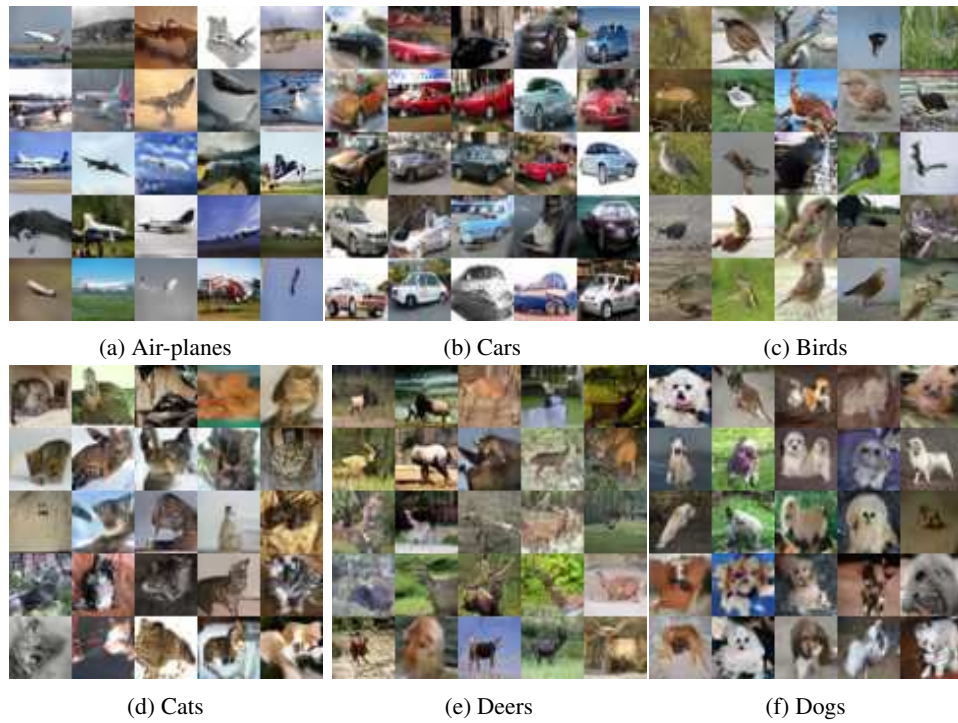 (a) Air-planes
(b) Cars
(c) Birds
(d) Cats
(e) Deers
(f) Dogs